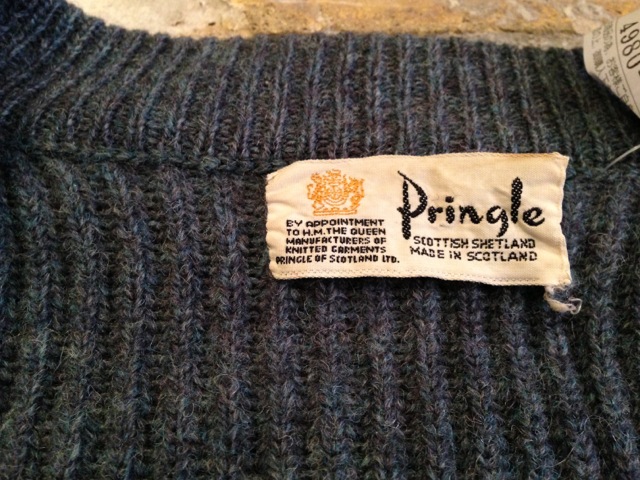 BY APPOINTMENT
TO H.M. THE QUEEN
MANUFACTURERS OF
KNITTED GARMENTS
PRINGLE OF SCOTLAND LTD.
Pringle
SCOTTISH SHETLAND
MADE IN SCOTLAND
4980